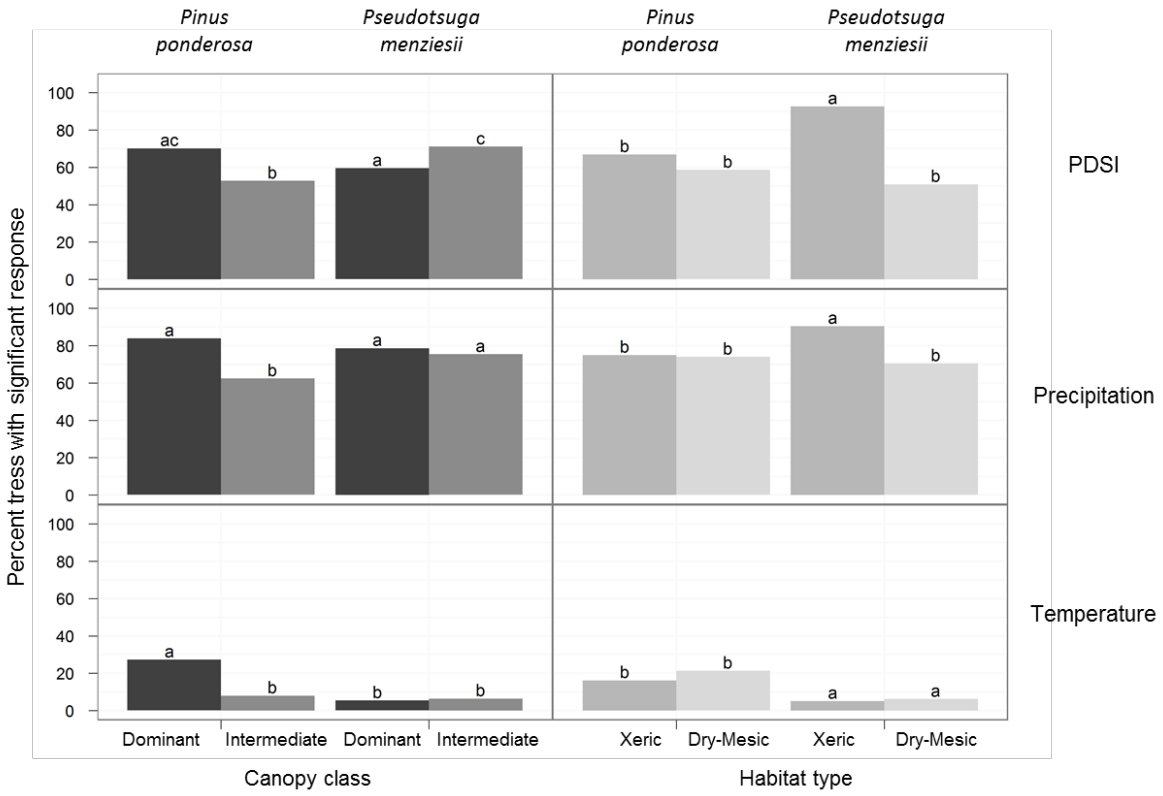 Pinus ponderosa
Pseudotsuga menziesii
Pinus ponderosa
Pseudotsuga menziesii
Percent tress with significant response
100
80
60
40
20
0
ac
b
a
c
b
b
a
b
PDSI
100
80
60
40
20
0
a
b
a
a
b
b
a
b
Precipitation
100
80
60
40
20
0
a
b
b
b
b
b
a
a
Temperature
Dominant
Intermediate
Dominant
Intermediate
Xeric
Dry-Mesic
Xeric
Dry-Mesic
Canopy class
Habitat type